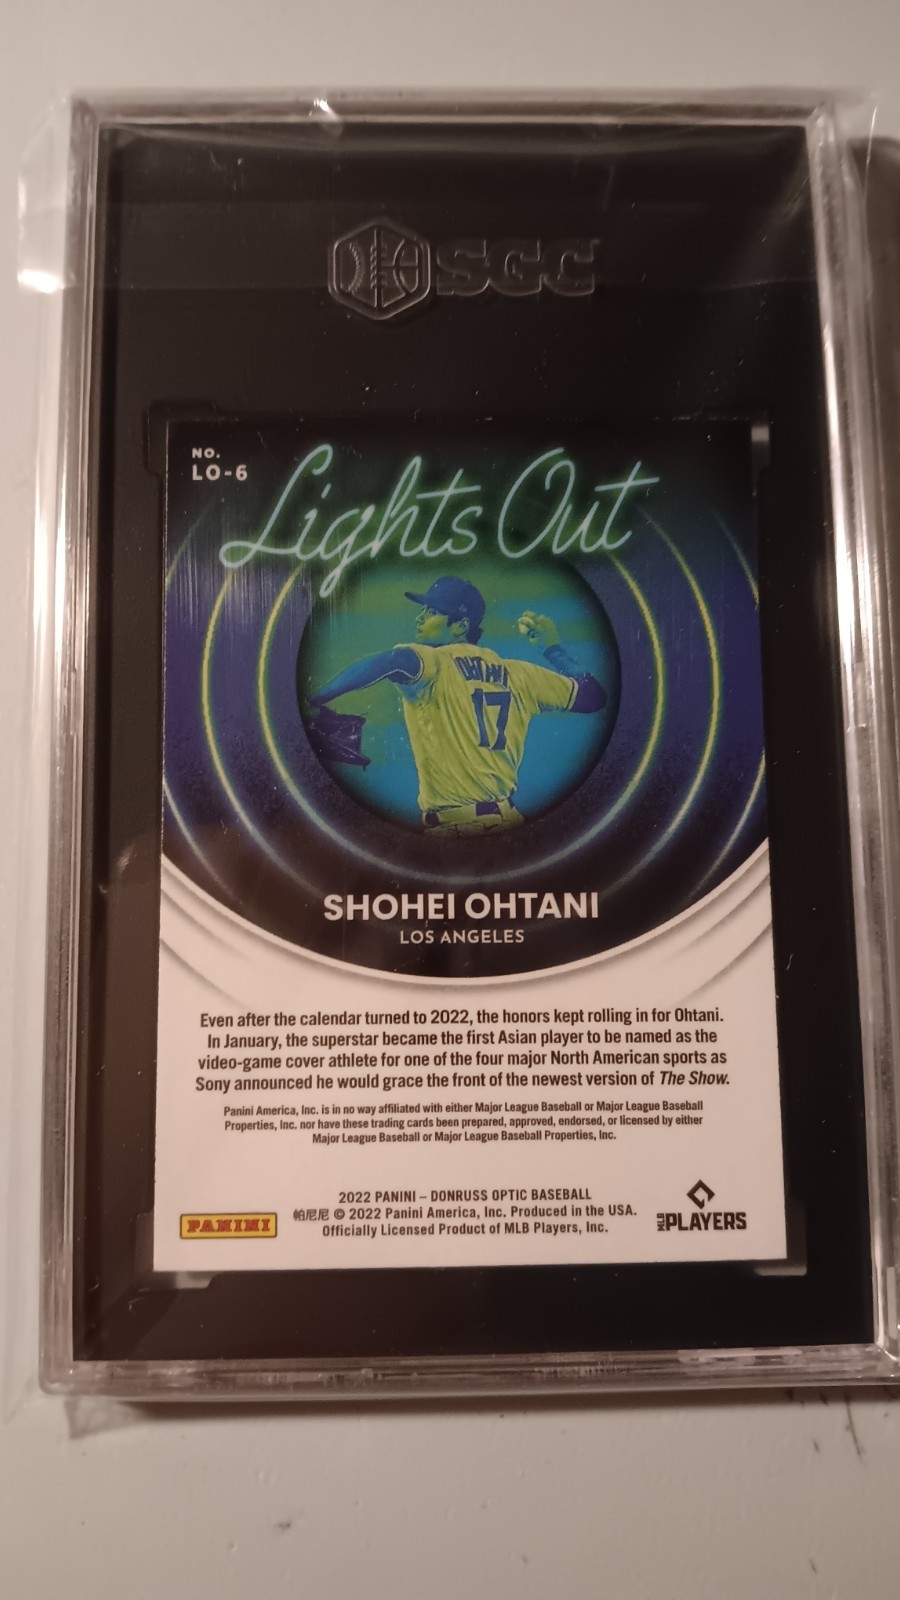 SGC
NO.
LO-6
Lights Out
OHTANI
17
SHOHEI OHTANI
LOS ANGELES
Even after the calendar turned to 2022, the honors kept rolling in for Ohtani.
In January, the superstar became the first Asian player to be named as the
video-game cover athlete for one of the four major North American sports as
Sony announced he would grace the front of the newest version of The Show.
Panini America, Inc. is in no way affiliated with either Major League Baseball or Major League Baseball
Properties, Inc. nor have these trading cards been prepared, approved, endorsed, or licensed by either
Major League Baseball or Major League Baseball Properties, Inc.
2022 PANINI – DONRUSS OPTIC BASEBALL
帕尼尼 © 2022 Panini America, Inc. Produced in the USA.
Officially Licensed Product of MLB Players, Inc.
PANINI
MLB PLAYERS